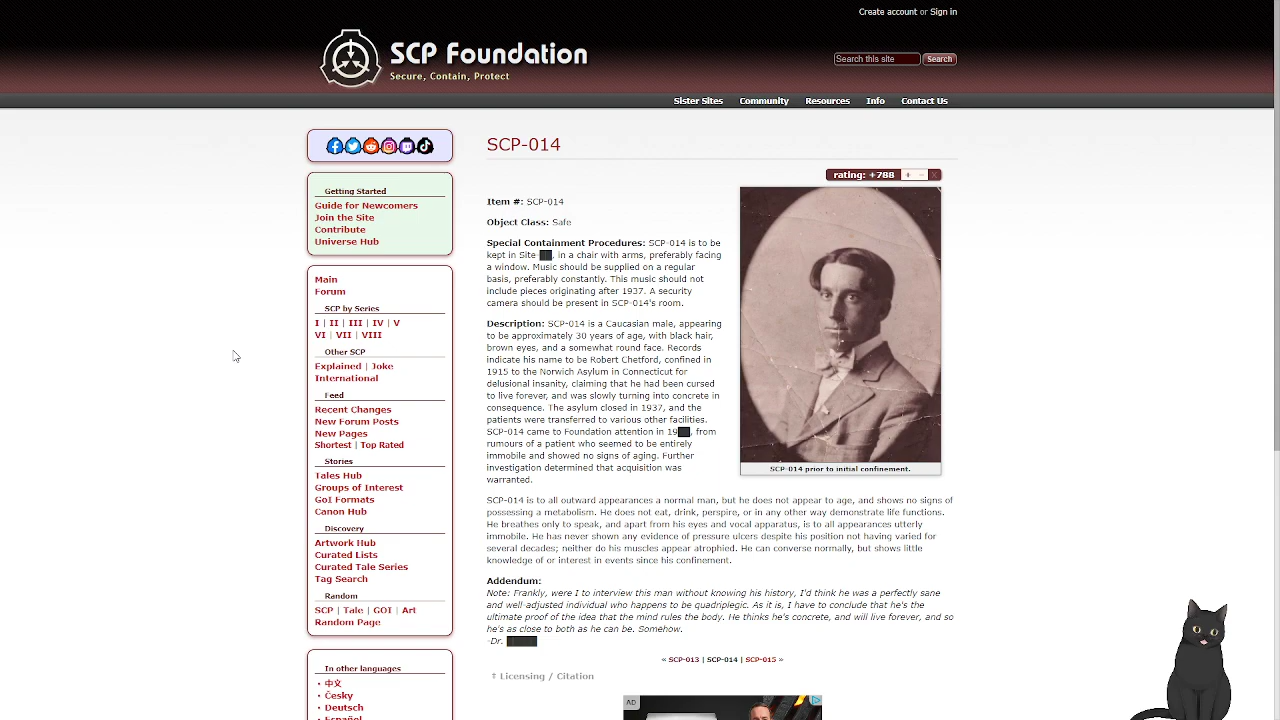 Create account or Sign in
SCP Foundation
Secure, Contain, Protect
Search this site
Search
Sister Sites
Community
Resources
Info
Contact Us
Getting Started
Guide for Newcomers
Join the Site
Contribute
Universe Hub
Main
Forum
SCP by Series
I | II | III | IV | V
VI | VII | VIII
Other SCP
Explained | Joke
International
Feed
Recent Changes
New Forum Posts
New Pages
Shortest | Top Rated
Stories
Tales Hub
Groups of Interest
GoI Formats
Canon Hub
Discovery
Artwork Hub
Curated Lists
Curated Tale Series
Tag Search
Random
SCP | Tale | GOI | Art
Random Page
In other languages
中文
Česky
Deutsch
Español
SCP-014
rating: +788 + – X
Item #: SCP-014
Object Class: Safe
Special Containment Procedures: SCP-014 is to be
kept in Site-██, in a chair with arms, preferably facing
a window. Music should be supplied on a regular
basis, preferably constantly. This music should not
include pieces originating after 1937. A security
camera should be present in SCP-014's room.
Description: SCP-014 is a Caucasian male, appearing
to be approximately 30 years of age, with black hair,
brown eyes, and a somewhat round face. Records
indicate his name to be Robert Chetford, confined in
1915 to the Norwich Asylum in Connecticut for
delusional insanity, claiming that he had been cursed
to live forever, and was slowly turning into concrete in
consequence. The asylum closed in 1937, and the
patients were transferred to various other facilities.
SCP-014 came to Foundation attention in 19██, from
rumours of a patient who seemed to be entirely
immobile and showed no signs of aging. Further
investigation determined that acquisition was
warranted.
SCP-014 prior to initial confinement.
SCP-014 is to all outward appearances a normal man, but he does not appear to age, and shows no signs of
possessing a metabolism. He does not eat, drink, perspire, or in any other way demonstrate life functions.
He breathes only to speak, and apart from his eyes and vocal apparatus, is to all appearances utterly
immobile. He has never shown any evidence of pressure ulcers despite his position not having varied for
several decades; neither do his muscles appear atrophied. He can converse normally, but shows little
knowledge of or interest in events since his confinement.
Addendum:
Note: Frankly, were I to interview this man without knowing his history, I'd think he was a perfectly sane
and well-adjusted individual who happens to be quadriplegic. As it is, I have to conclude that he's the
ultimate proof of the idea that the mind rules the body. He thinks he's concrete, and will live forever, and so
he's as close to both as he can be. Somehow.
-Dr. █████
« SCP-013 | SCP-014 | SCP-015 »
⇑ Licensing / Citation
AD